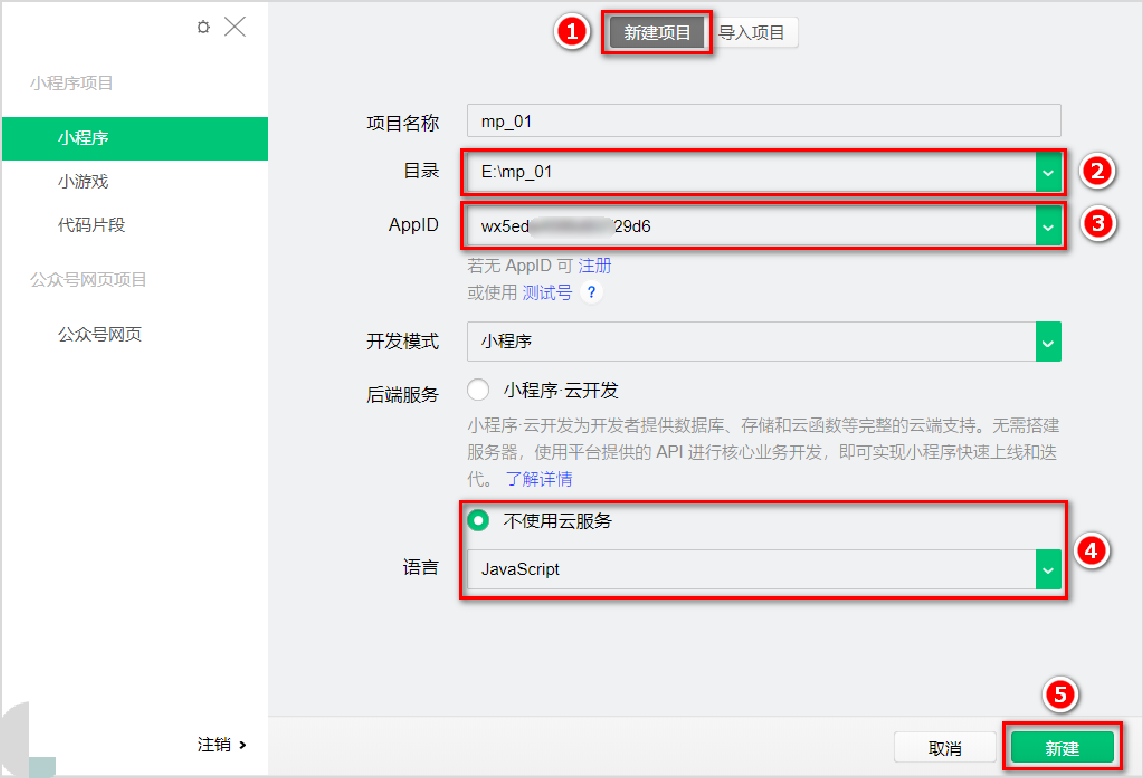 小程序项目
小程序
小游戏
代码片段
公众号网页项目
公众号网页
注销
1
新建项目
导入项目
项目名称
mp_01
目录
E:\mp_01
2
AppID
wx5ed 29d6
3
若无 AppID 可 注册
或使用 测试号 ?
开发模式
小程序
后端服务
小程序·云开发
小程序·云开发为开发者提供数据库、存储和云函数等完整的云端支持。无需搭建
服务器，使用平台提供的 API 进行核心业务开发，即可实现小程序快速上线和迭
代。 了解详情
不使用云服务
4
语言
JavaScript
5
取消
新建